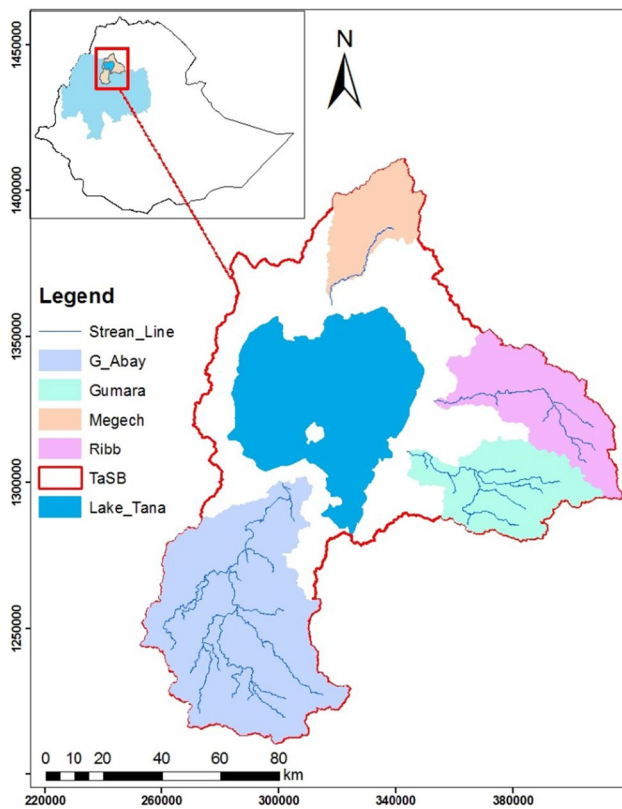 N
1450000
1400000
1350000
1300000
1250000
Legend
Strean_Line
G_Abay
Gumara
Megech
Ribb
TaSB
Lake_Tana
0 10 20 40 60 80
km
220000 260000 300000 340000 380000